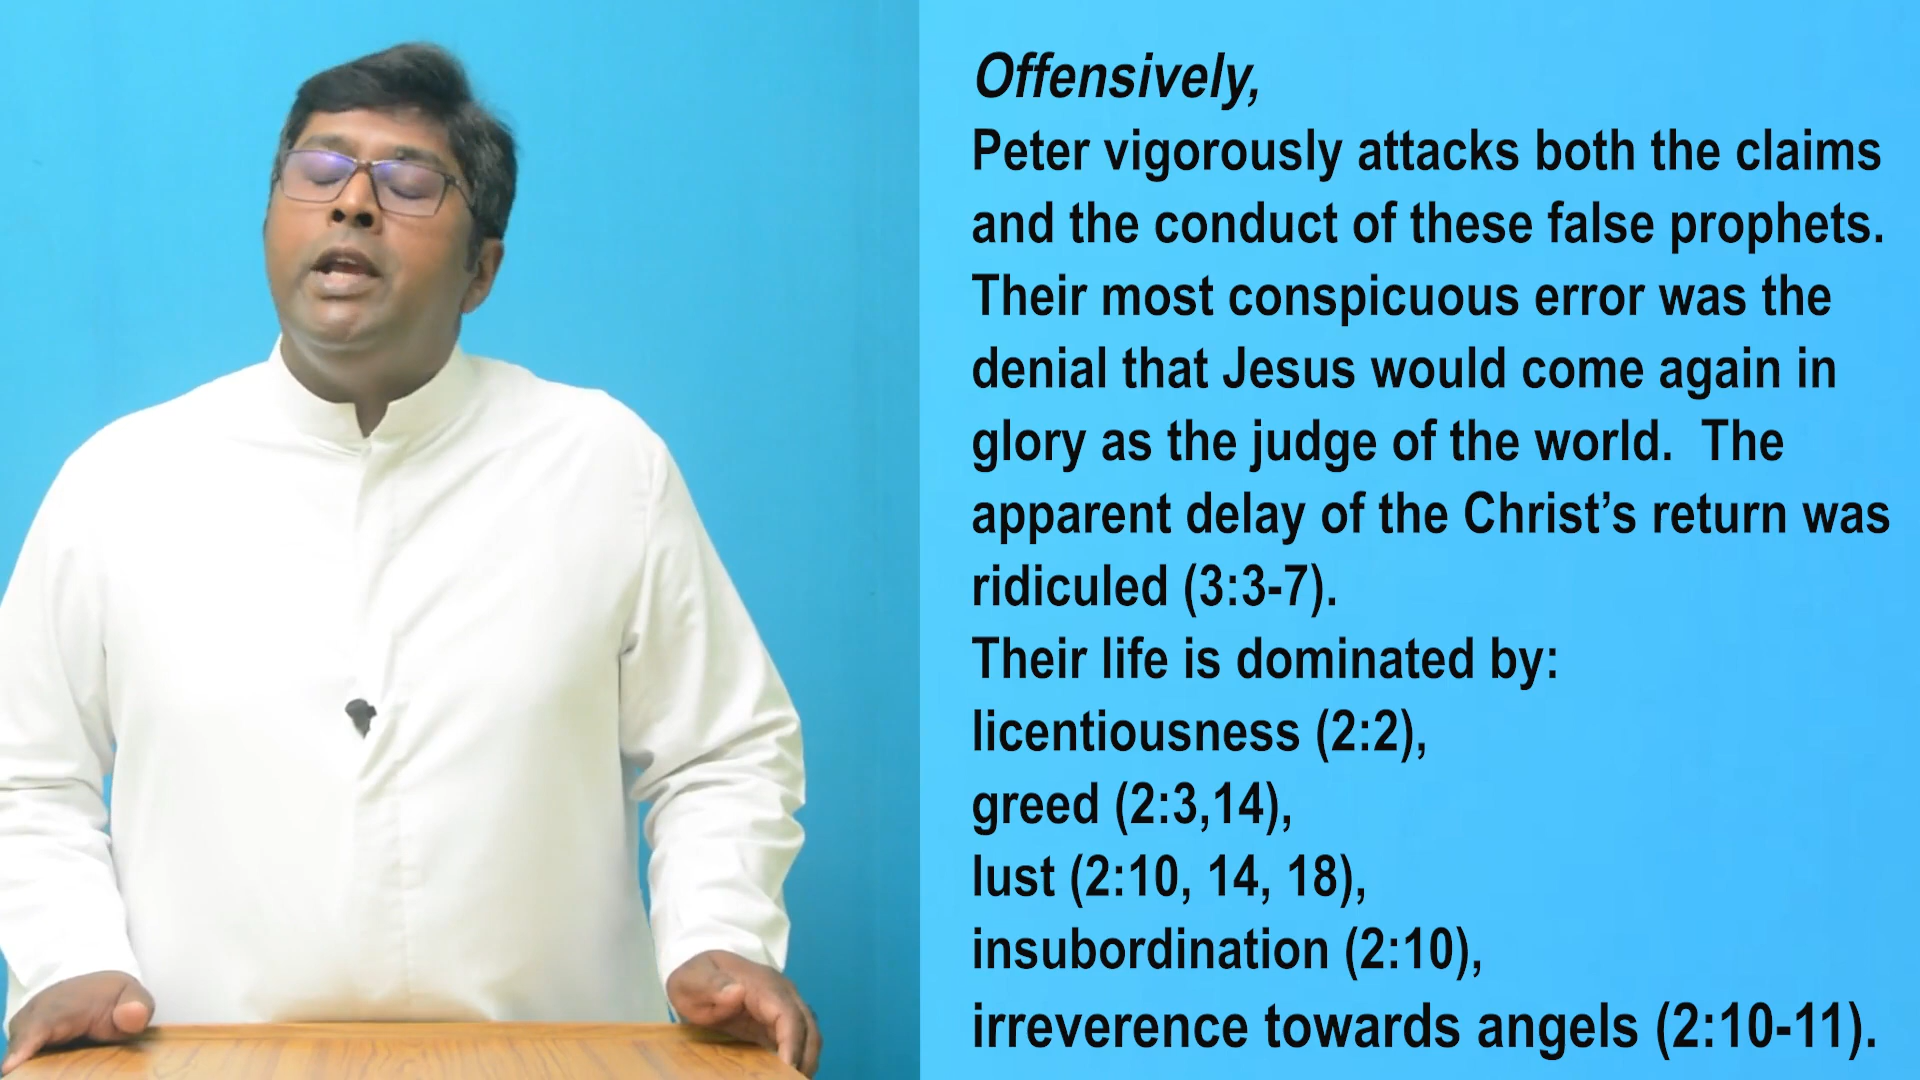 Offensively,
Peter vigorously attacks both the claims
and the conduct of these false prophets.
Their most conspicuous error was the
denial that Jesus would come again in
glory as the judge of the world.  The
apparent delay of the Christ’s return was
ridiculed (3:3-7).
Their life is dominated by:
licentiousness (2:2),
greed (2:3,14),
lust (2:10, 14, 18),
insubordination (2:10),
irreverence towards angels (2:10-11).